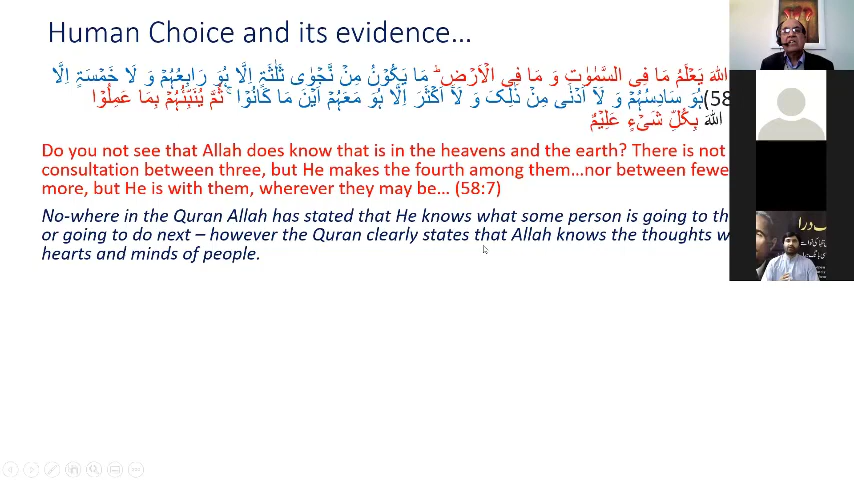 Human Choice and its evidence…
اللہَ یَعۡلَمُ مَا فِی السَّمٰوٰتِ وَ مَا فِی الۡاَرۡضِ ؕ مَا یَکُوۡنُ مِنۡ نَّجۡوٰی ثَلٰثَۃٍ اِلَّا ہُوَ رَابِعُہُمۡ وَ لَا خَمۡسَۃٍ اِلَّا
ہُوَ سَادِسُہُمۡ وَ لَاۤ اَدۡنٰی مِنۡ ذٰلِکَ وَ لَاۤ اَکۡثَرَ اِلَّا ہُوَ مَعَہُمۡ اَیۡنَ مَا کَانُوۡا ۚ ثُمَّ یُنَبِّئُہُمۡ بِمَا عَمِلُوۡا (58
اللہَ بِکُلِّ شَیۡءٍ عَلِیۡمٌ
Do you not see that Allah does know that is in the heavens and the earth? There is not
consultation between three, but He makes the fourth among them…nor between fewe
more, but He is with them, wherever they may be… (58:7)
No-where in the Quran Allah has stated that He knows what some person is going to th
or going to do next – however the Quran clearly states that Allah knows the thoughts w
hearts and minds of people.